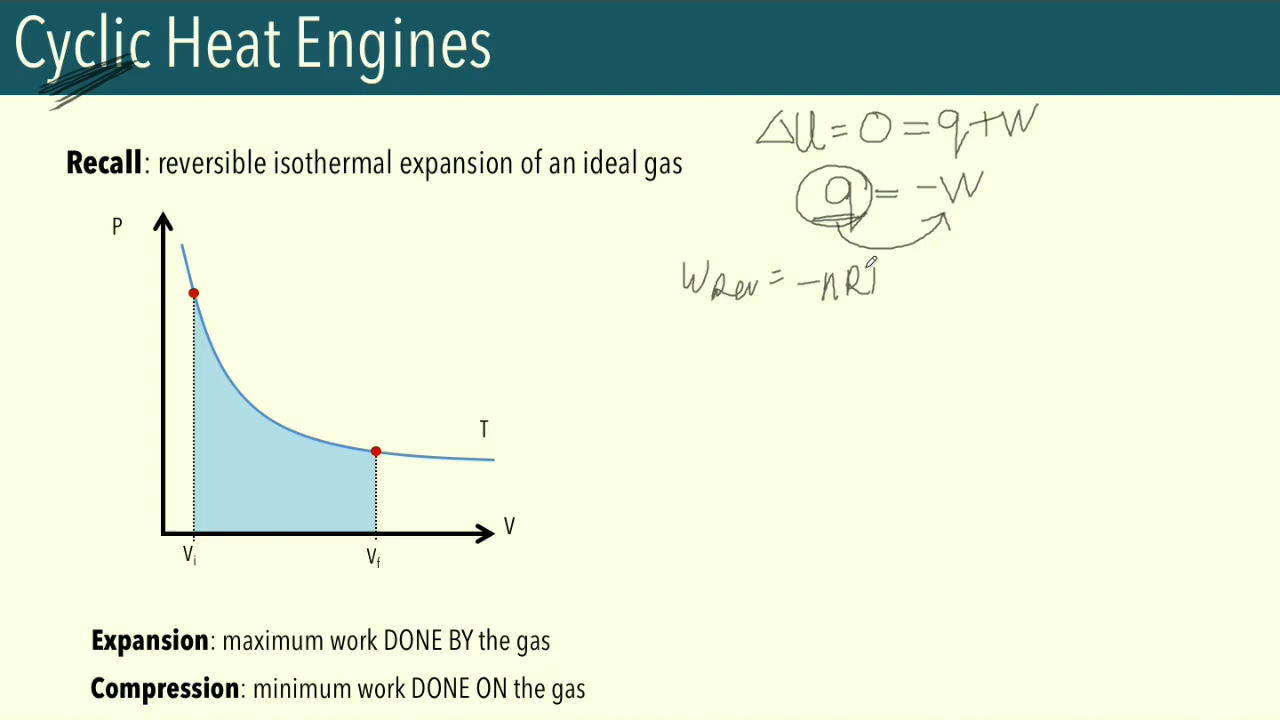 Cyclic Heat Engines
ΔU = 0 = q + W
Recall: reversible isothermal expansion of an ideal gas
q = -W
P
W Rev = -nRT
T
V
Vi
Vf
Expansion: maximum work DONE BY the gas
Compression: minimum work DONE ON the gas